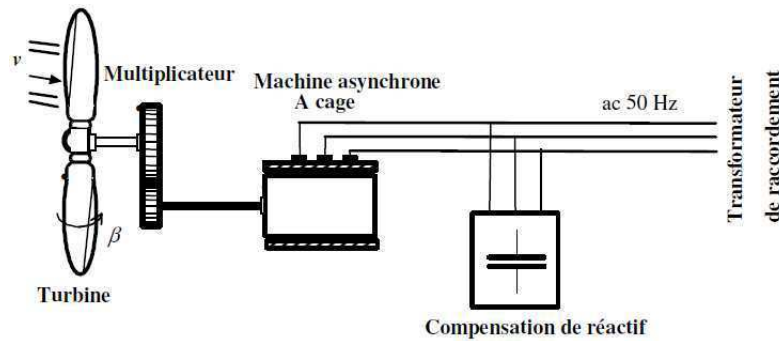 v
Multiplicateur
Machine asynchrone
A cage
ac 50 Hz
Transformateur
de raccordement
β
Turbine
Compensation de réactif